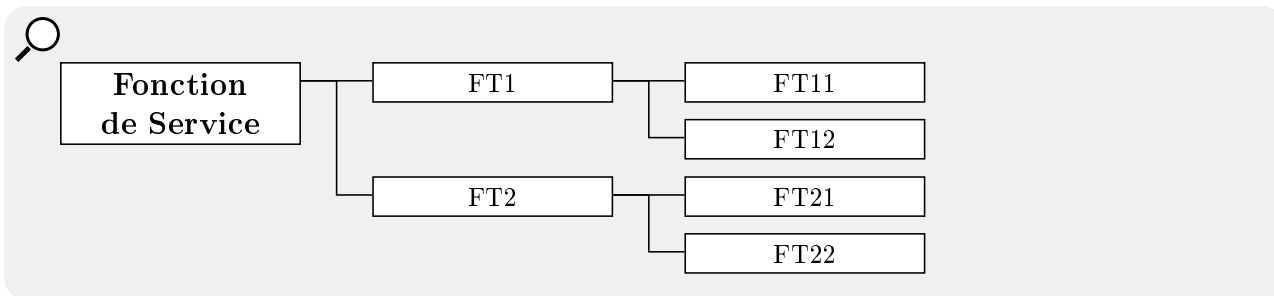 Fonction
de Service
FT1
FT11
FT12
FT2
FT21
FT22